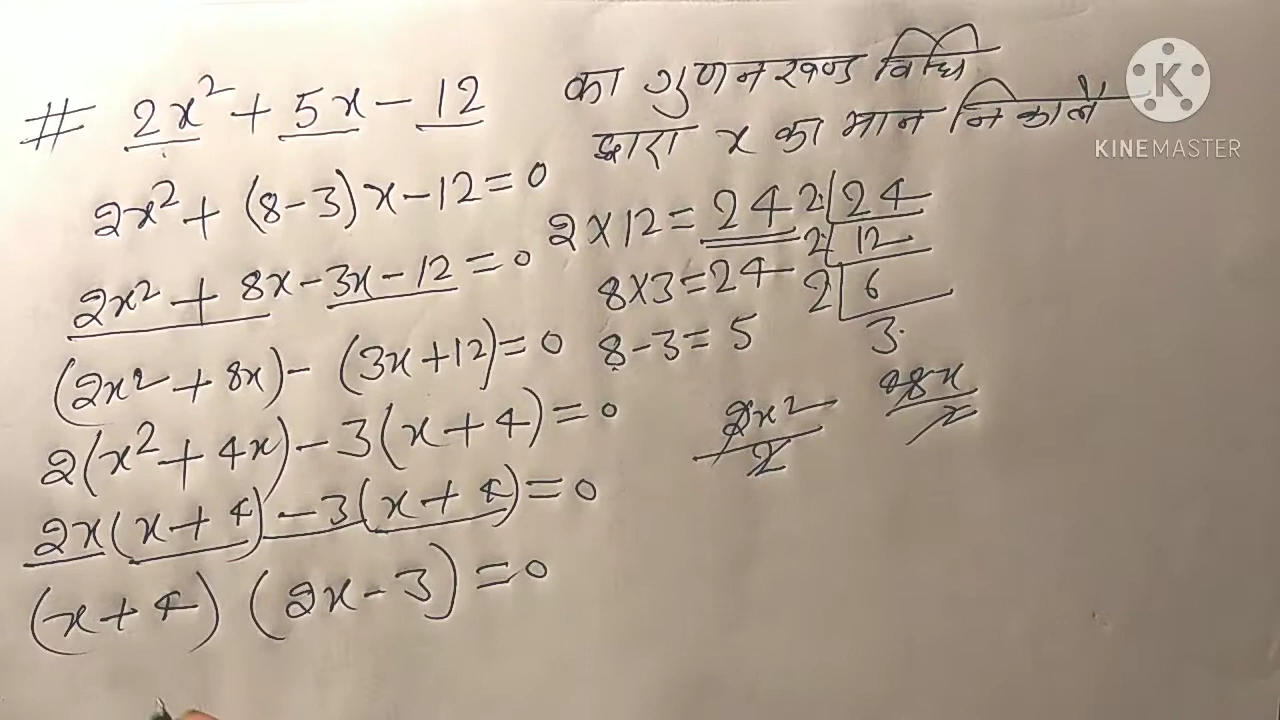 # 2x² + 5x - 12 का गुणनखण्ड विधि
द्वारा x का मान निकाले
2x² + (8-3)x - 12 = 0
2x² + 8x - 3x - 12 = 0
(2x² + 8x) - (3x + 12) = 0
2(x² + 4x) - 3(x + 4) = 0
2x(x + 4) - 3(x + 4) = 0
(x + 4) (2x - 3) = 0
2 × 12 = 24
8 × 3 = 24
8 - 3 = 5
2 | 24
2 | 12
2 | 6
3
2x²/2
8x/2
K
KINEMASTER